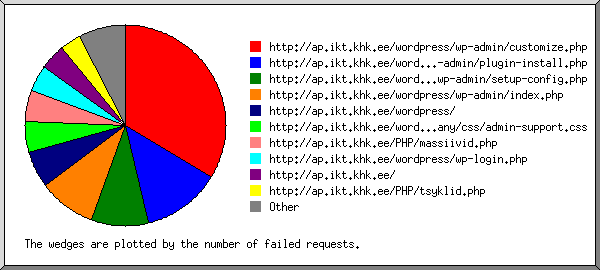 http://ap.ikt.khk.ee/wordpress/wp-admin/customize.php
http://ap.ikt.khk.ee/word...-admin/plugin-install.php
http://ap.ikt.khk.ee/word...wp-admin/setup-config.php
http://ap.ikt.khk.ee/wordpress/wp-admin/index.php
http://ap.ikt.khk.ee/wordpress/
http://ap.ikt.khk.ee/word...any/css/admin-support.css
http://ap.ikt.khk.ee/PHP/massiivid.php
http://ap.ikt.khk.ee/wordpress/wp-login.php
http://ap.ikt.khk.ee/
http://ap.ikt.khk.ee/PHP/tsyklid.php
Other
The wedges are plotted by the number of failed requests.